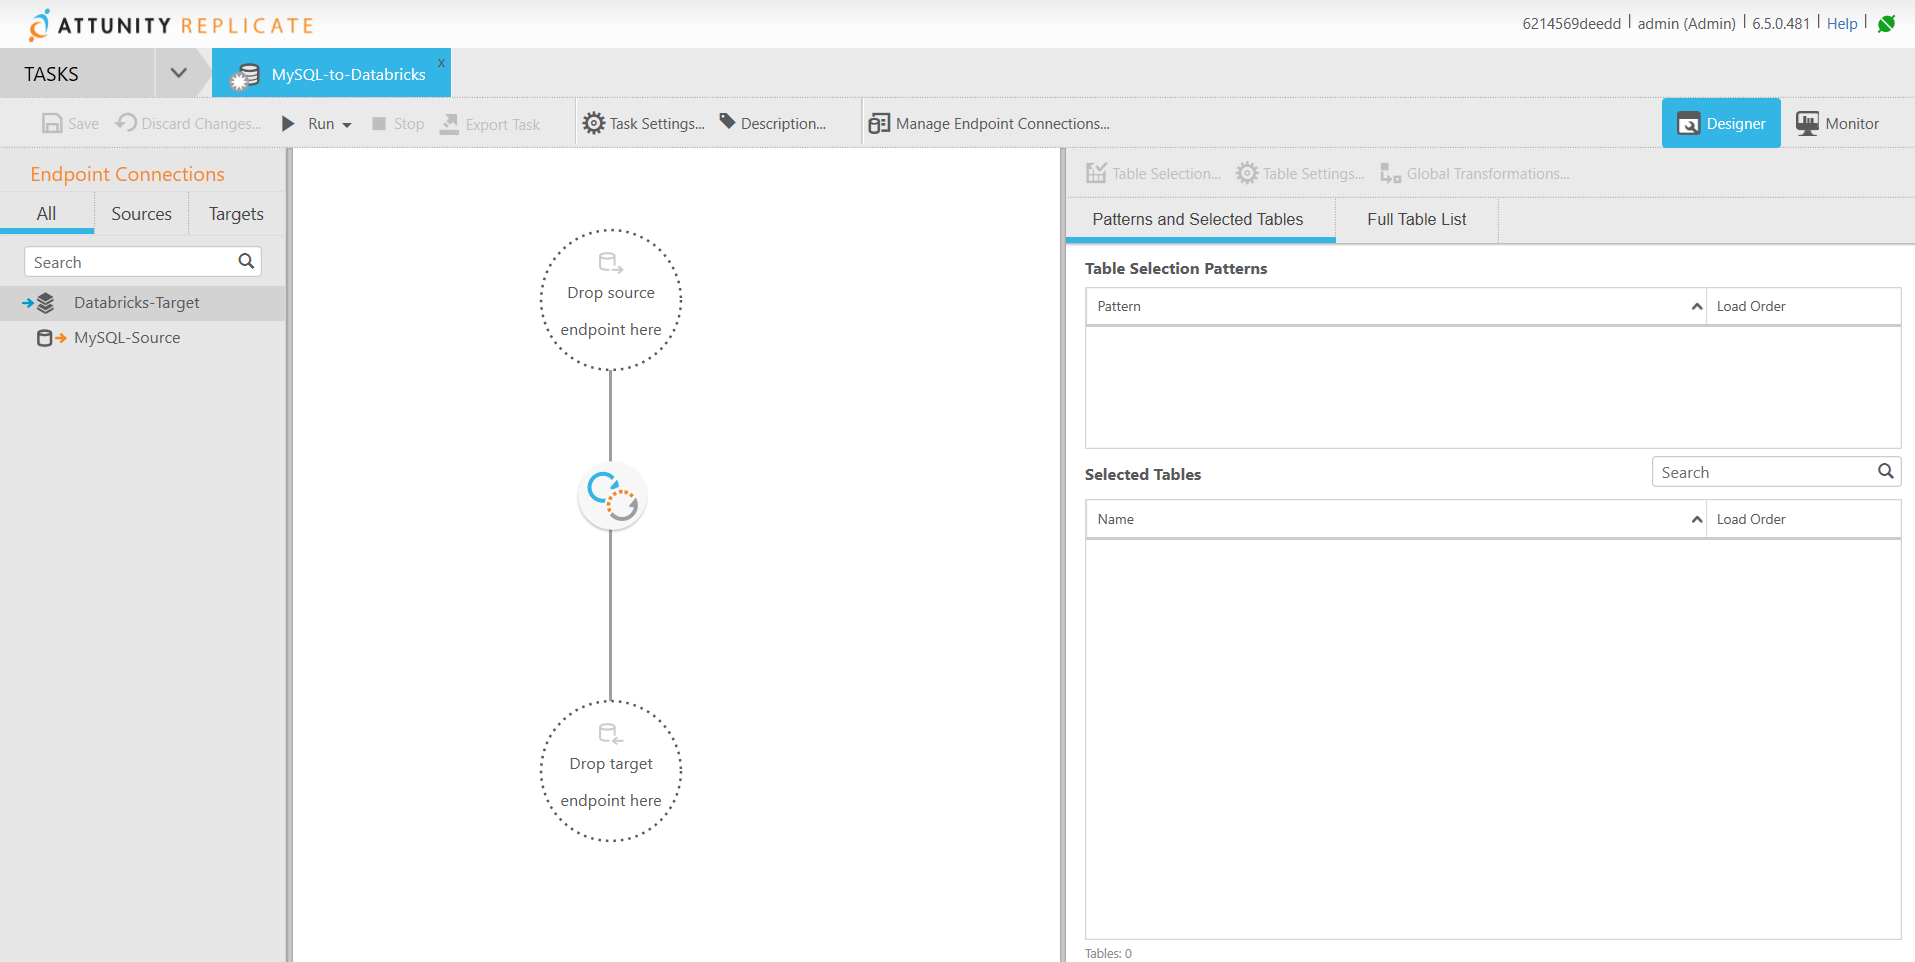 ATTUNITY REPLICATE
6214569deedd admin (Admin) 6.5.0.481 Help
TASKS
MySQL-to-Databricks
x
Save Discard Changes... Run Stop Export Task Task Settings... Description... Manage Endpoint Connections... Designer Monitor
Endpoint Connections
All Sources Targets
Search
Databricks-Target
MySQL-Source
Drop source
endpoint here
Drop target
endpoint here
Table Selection... Table Settings... Global Transformations...
Patterns and Selected Tables Full Table List
Table Selection Patterns
Pattern Load Order
Selected Tables
Search
Name Load Order
Tables: 0